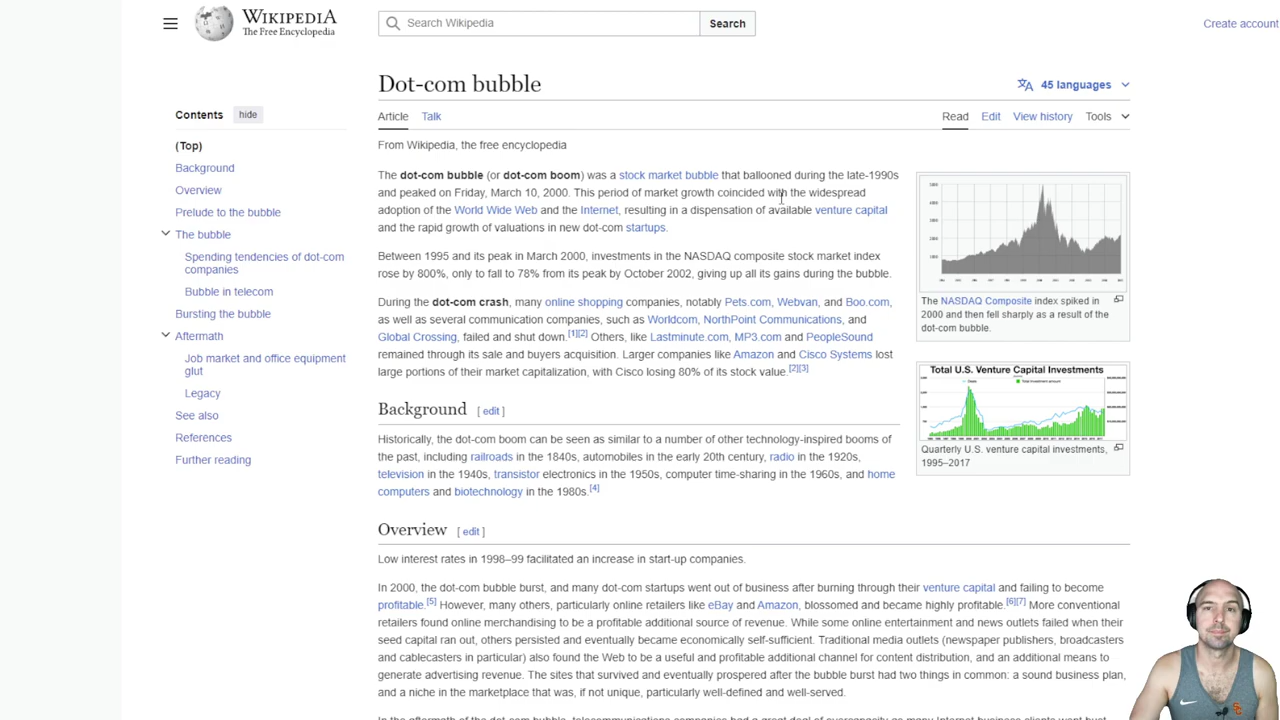 WIKIPEDIA
The Free Encyclopedia
Search Wikipedia
Search
Create account
Contents hide
(Top)
Background
Overview
Prelude to the bubble
The bubble
Spending tendencies of dot-com
companies
Bubble in telecom
Bursting the bubble
Aftermath
Job market and office equipment
glut
Legacy
See also
References
Further reading
Dot-com bubble
45 languages
Article Talk
Read Edit View history Tools
From Wikipedia, the free encyclopedia
The dot-com bubble (or dot-com boom) was a stock market bubble that ballooned during the late-1990s
and peaked on Friday, March 10, 2000. This period of market growth coincided with the widespread
adoption of the World Wide Web and the Internet, resulting in a dispensation of available venture capital
and the rapid growth of valuations in new dot-com startups.
Between 1995 and its peak in March 2000, investments in the NASDAQ composite stock market index
rose by 800%, only to fall to 78% from its peak by October 2002, giving up all its gains during the bubble.
During the dot-com crash, many online shopping companies, notably Pets.com, Webvan, and Boo.com,
as well as several communication companies, such as Worldcom, NorthPoint Communications, and
Global Crossing, failed and shut down.[1][2] Others, like Lastminute.com, MP3.com and PeopleSound
remained through its sale and buyers acquisition. Larger companies like Amazon and Cisco Systems lost
large portions of their market capitalization, with Cisco losing 80% of its stock value.[2][3]
The NASDAQ Composite index spiked in
2000 and then fell sharply as a result of the
dot-com bubble.
Total U.S. Venture Capital Investments
Quarterly U.S. venture capital investments,
1995–2017
Background [ edit ]
Historically, the dot-com boom can be seen as similar to a number of other technology-inspired booms of
the past, including railroads in the 1840s, automobiles in the early 20th century, radio in the 1920s,
television in the 1940s, transistor electronics in the 1950s, computer time-sharing in the 1960s, and home
computers and biotechnology in the 1980s.[4]
Overview [ edit ]
Low interest rates in 1998–99 facilitated an increase in start-up companies.
In 2000, the dot-com bubble burst, and many dot-com startups went out of business after burning through their venture capital and failing to become
profitable.[5] However, many others, particularly online retailers like eBay and Amazon, blossomed and became highly profitable.[6][7] More conventional
retailers found online merchandising to be a profitable additional source of revenue. While some online entertainment and news outlets failed when their
seed capital ran out, others persisted and eventually became economically self-sufficient. Traditional media outlets (newspaper publishers, broadcasters
and cablecasters in particular) also found the Web to be a useful and profitable additional channel for content distribution, and an additional means to
generate advertising revenue. The sites that survived and eventually prospered after the bubble burst had two things in common: a sound business plan,
and a niche in the marketplace that was, if not unique, particularly well-defined and well-served.